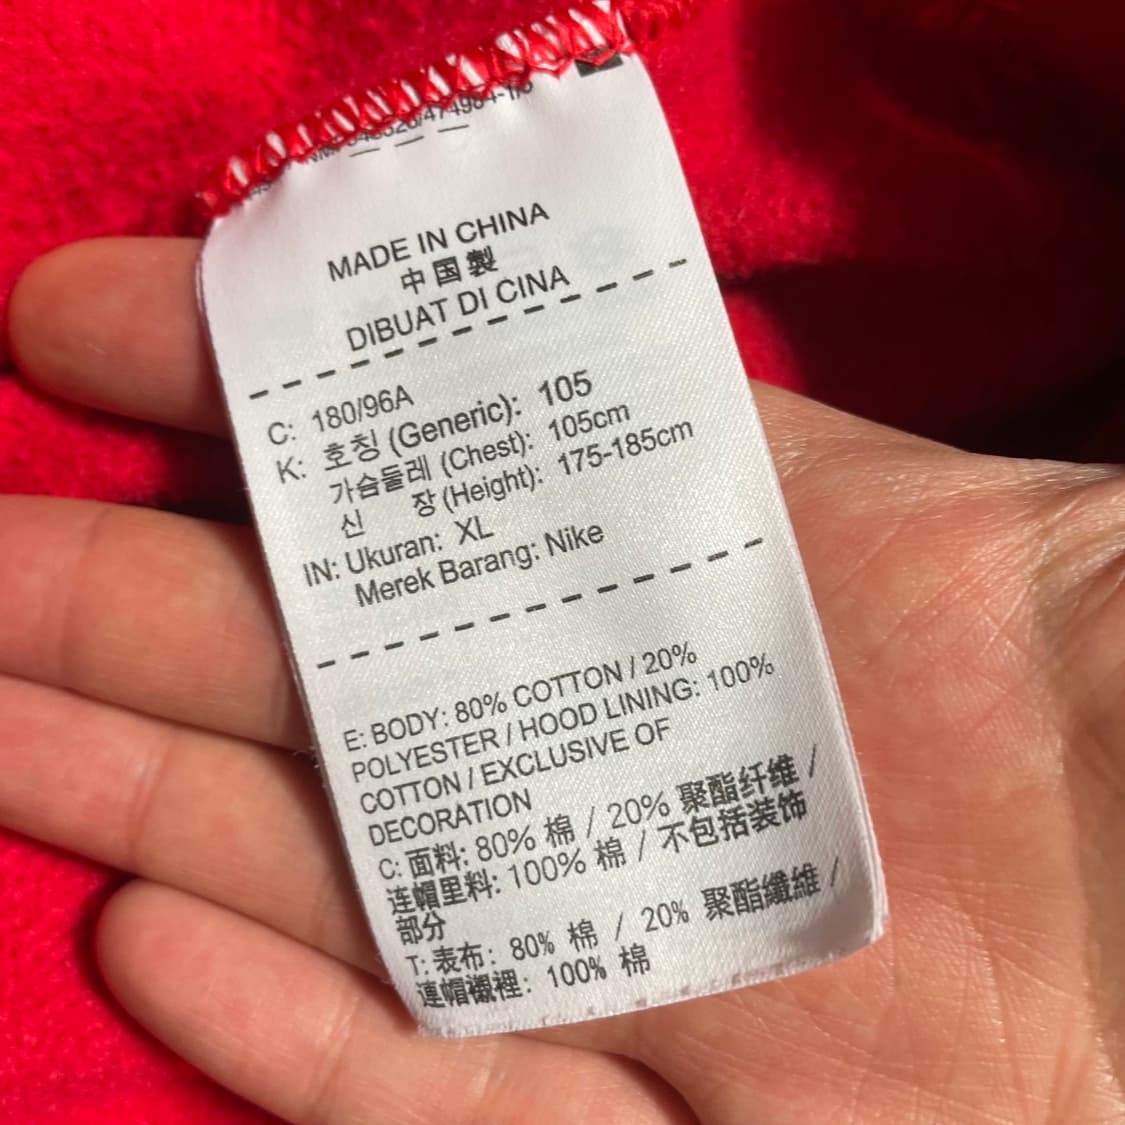 MADE IN CHINA
中国製
DIBUAT DI CINA
C: 180/96A
K: 호칭 (Generic): 105
가슴둘레 (Chest): 105cm
신 장 (Height): 175-185cm
IN: Ukuran: XL
Merek Barang: Nike
E: BODY: 80% COTTON / 20%
POLYESTER / HOOD LINING: 100%
COTTON / EXCLUSIVE OF
DECORATION
C: 面料: 80% 棉 / 20% 聚酯纤维 /
连帽里料: 100% 棉 / 不包括装饰
部分
T: 表布: 80% 棉 / 20% 聚酯纖維 /
連帽襯裡: 100% 棉